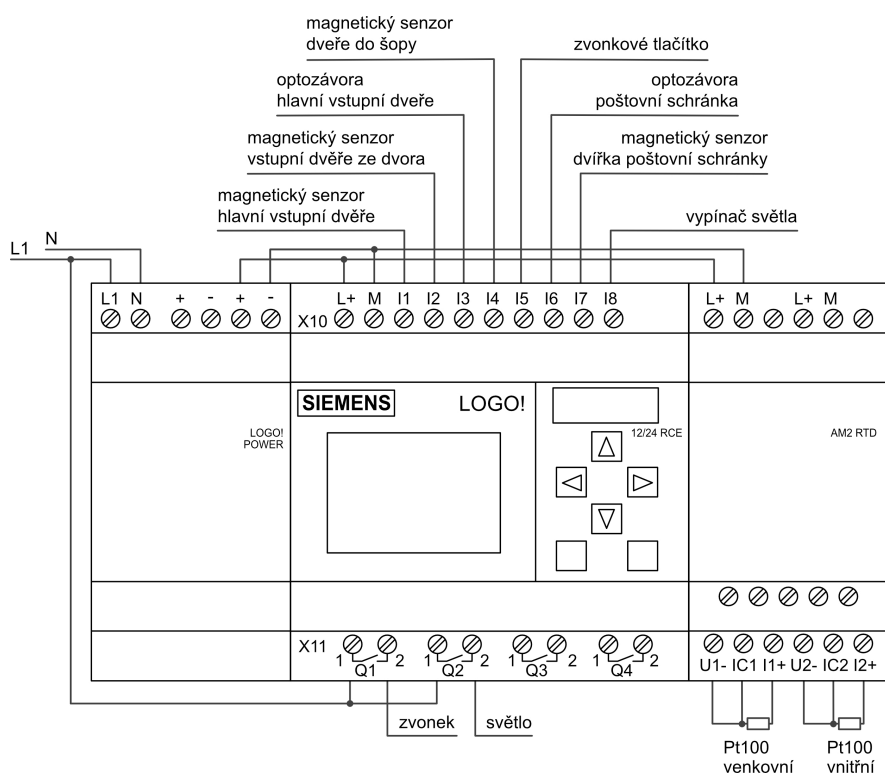 magnetický senzor
dveře do šopy
zvonkové tlačítko
optozávora
hlavní vstupní dveře
optozávora
poštovní schránka
magnetický senzor
vstupní dvěře ze dvora
magnetický senzor
dvířka poštovní schránky
magnetický senzor
hlavní vstupní dvěře
vypínač světla
L1 N
L1 N + - + -
X10 L+ M I1 I2 I3 I4 I5 I6 I7 I8
L+ M L+ M
SIEMENS LOGO!
LOGO!
POWER
12/24 RCE
AM2 RTD
X11 1 Q1 2 1 Q2 2 1 Q3 2 1 Q4 2
U1- IC1 I1+ U2- IC2 I2+
zvonek světlo
Pt100
venkovní
Pt100
vnitřní